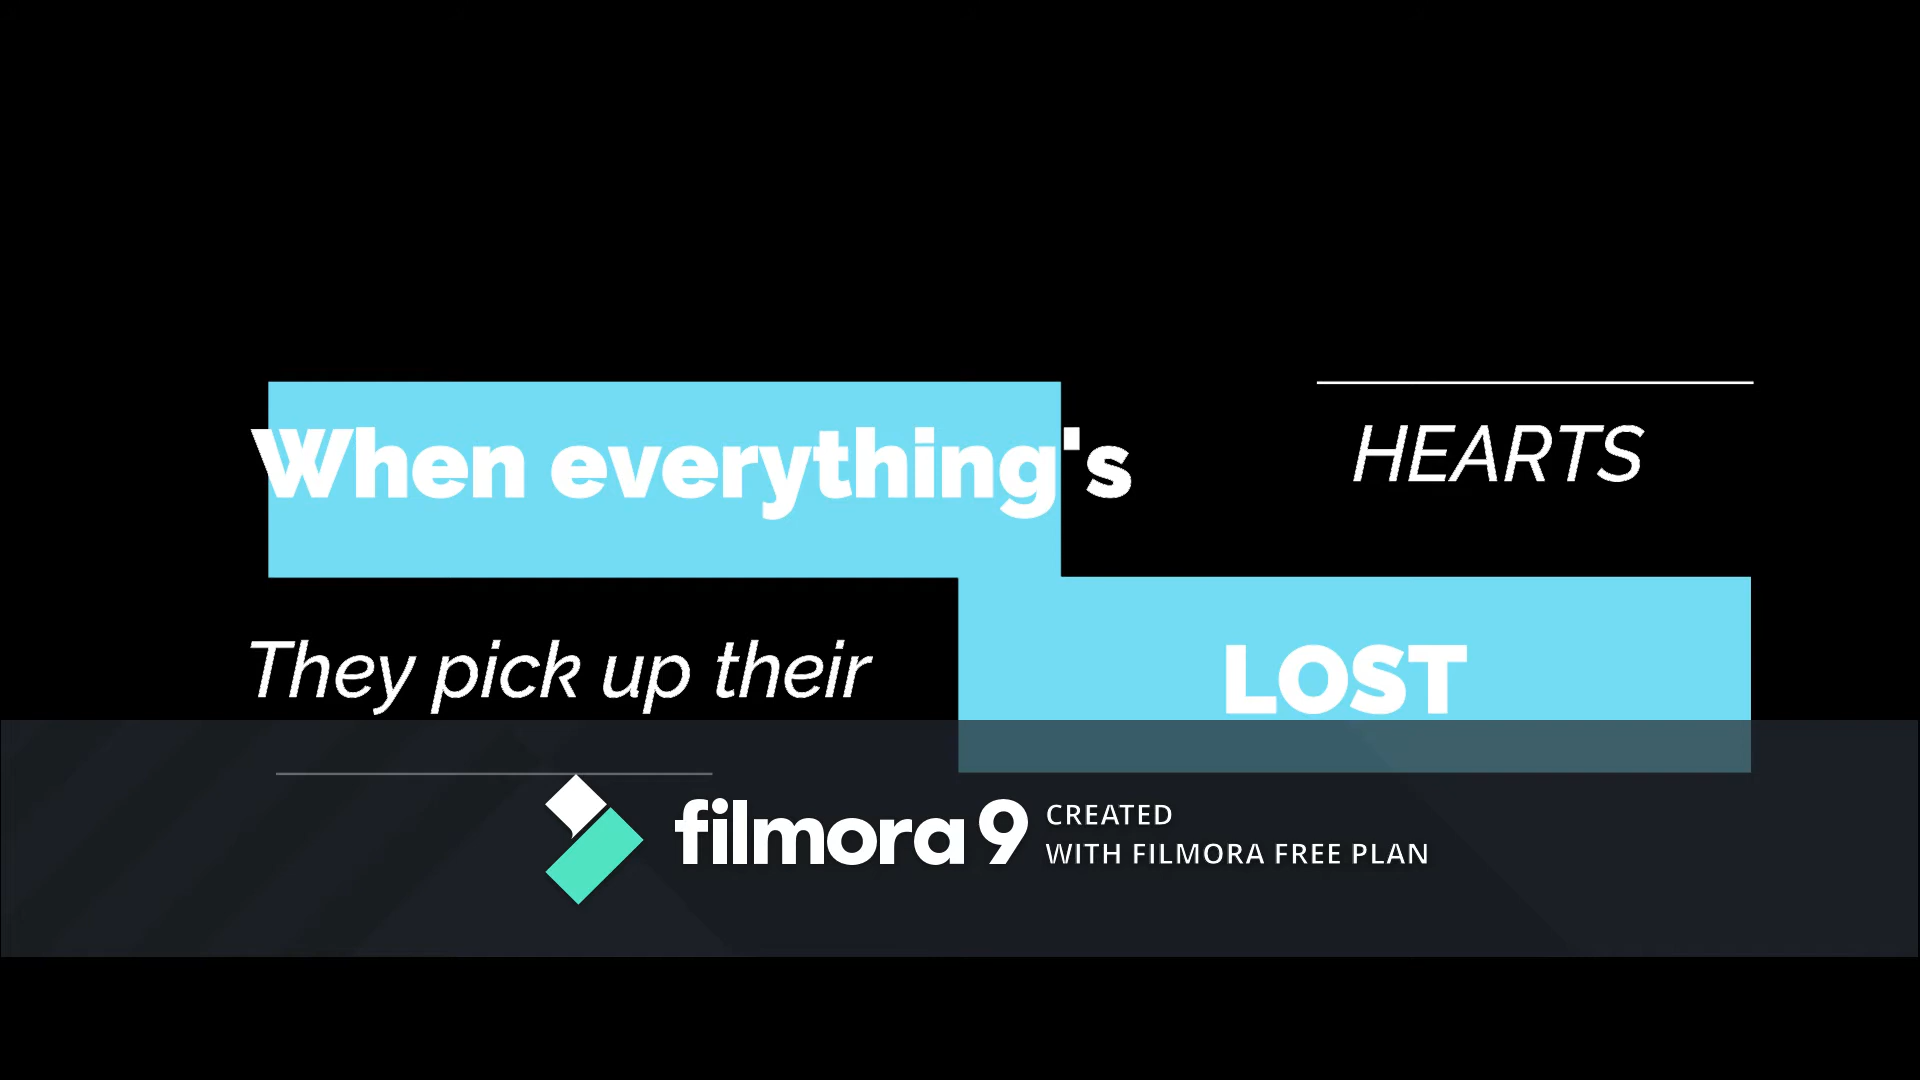 When everything's
HEARTS
They pick up their
LOST
filmora 9
CREATED
WITH FILMORA FREE PLAN